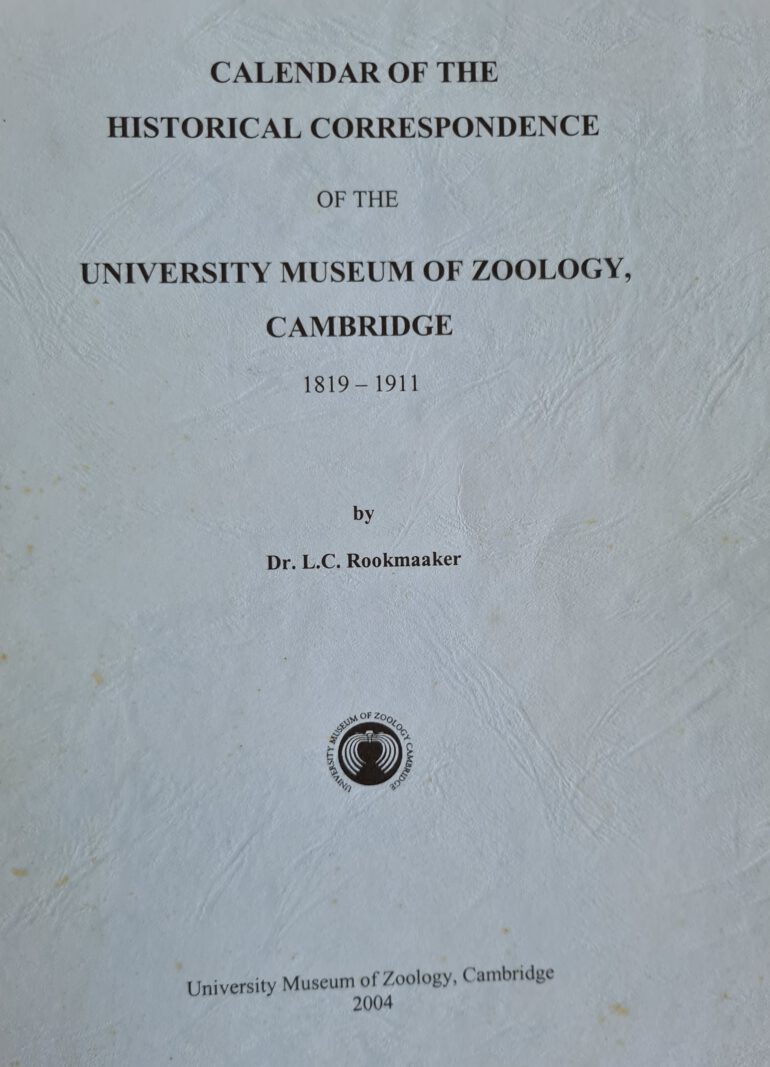 CALENDAR OF THE
HISTORICAL CORRESPONDENCE
OF THE
UNIVERSITY MUSEUM OF ZOOLOGY,
CAMBRIDGE
1819 – 1911
by
Dr. L.C. Rookmaaker
UNIVERSITY MUSEUM OF ZOOLOGY CAMBRIDGE
University Museum of Zoology, Cambridge
2004